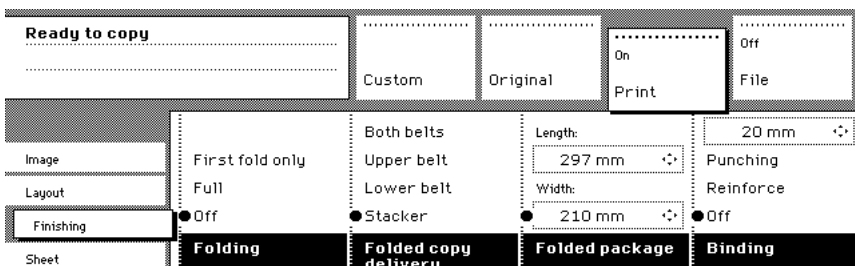 Ready to copy
Custom
Original
On
Print
Off
File
Image
Layout
Finishing
Sheet
First fold only
Full
Off
Folding
Both belts
Upper belt
Lower belt
Stacker
Folded copy
delivery
Length:
297 mm
Width:
210 mm
Folded package
20 mm
Punching
Reinforce
Off
Binding